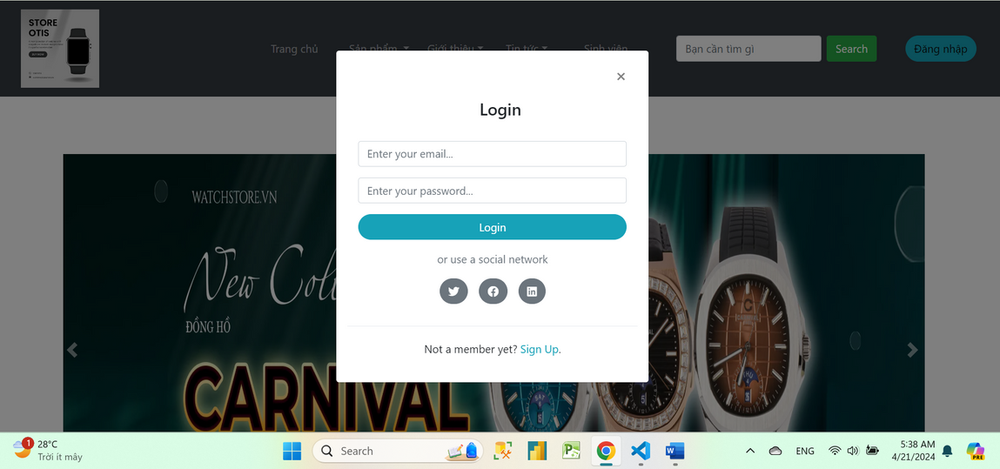 STORE
OTIS
Trang chủ
Sản phẩm
Giới thiệu
Tin tức
Sinh viên
Bạn cần tìm gì
Search
Đăng nhập
×
Login
Enter your email...
Enter your password...
Login
or use a social network
Not a member yet? Sign Up.
WATCHSTORE.VN
New
ĐỒNG HỒ
CARNIVAL
1
28°C
Trời ít mây
Search
ENG
5:38 AM
4/21/2024
PRE